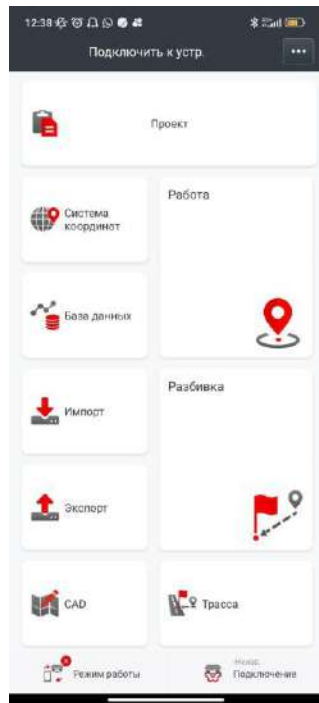 12:38
Подключить к устр.
Проект
Система
координат
Работа
База данных
Импорт
Разбивка
Экспорт
CAD
Трасса
Режим работы
Подключение